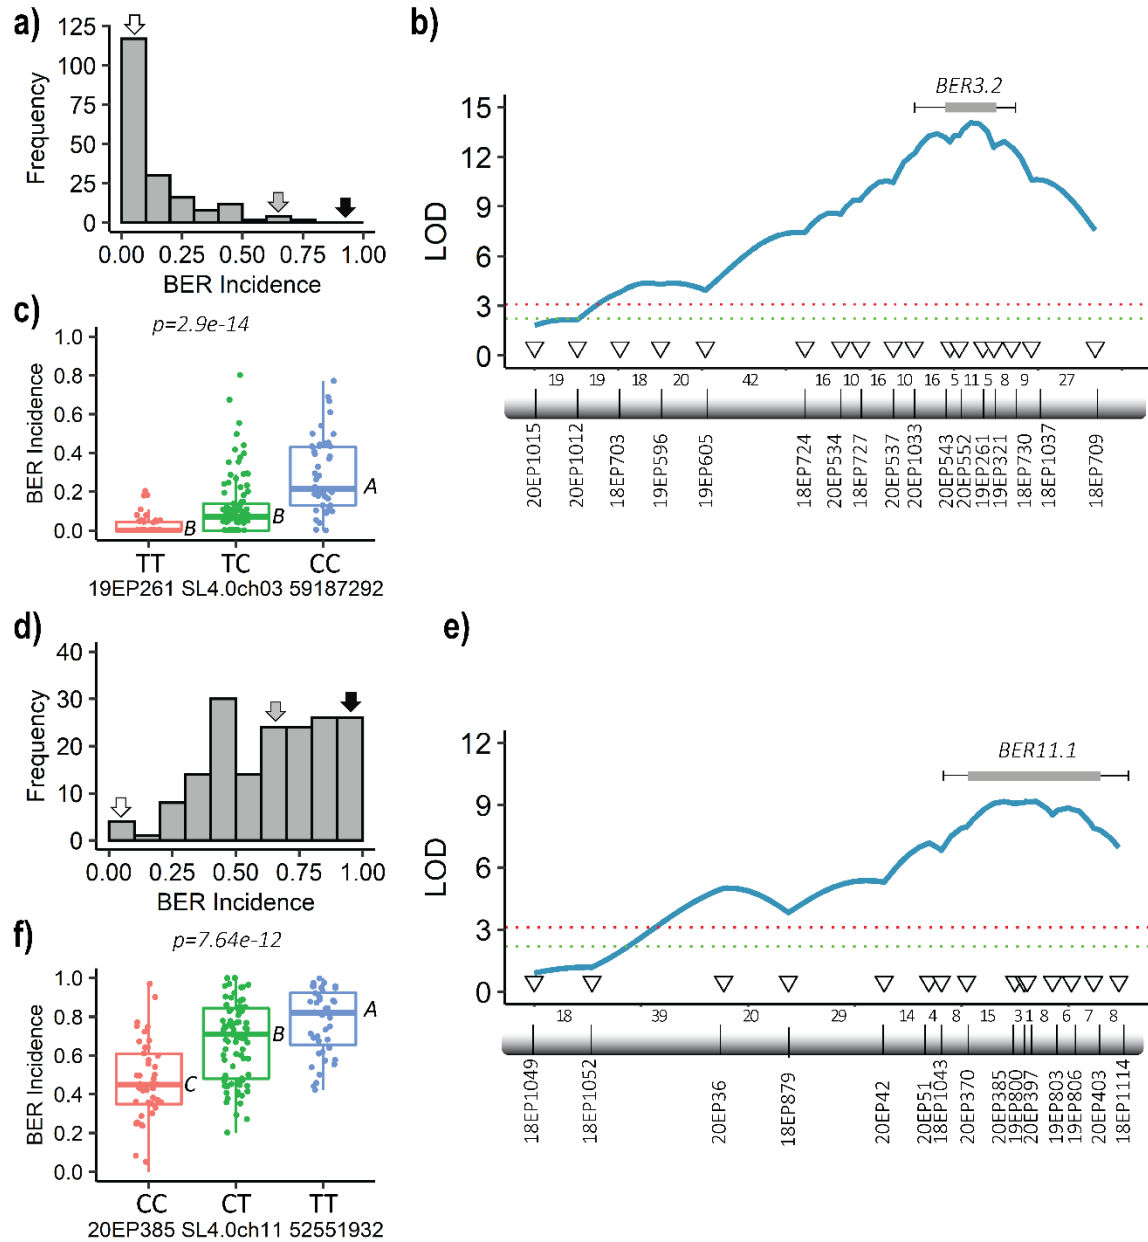 a)
125
100
75
50
25
0
Frequency
0.00 0.25 0.50 0.75 1.00
BER Incidence
b)
BER3.2
15
12
9
6
3
0
LOD
19 19 18 20 42 16 10 16 10 16 5 11 5 8 9 27
20EP1015
20EP1012
18EP703
19EP596
19EP605
18EP724
20EP534
18EP727
20EP537
20EP1033
20EP543
20EP552
19EP261
19EP321
18EP730
18EP1037
18EP709
c)
p=2.9e-14
1.0
0.8
0.6
0.4
0.2
0.0
BER Incidence
B
B
A
TT TC CC
19EP261 SL4.0ch03 59187292
d)
40
30
20
10
0
Frequency
0.00 0.25 0.50 0.75 1.00
BER Incidence
e)
BER11.1
12
9
6
3
0
LOD
18 39 20 29 14 4 8 15 3 1 8 6 7 8
18EP1049
18EP1052
20EP36
18EP879
20EP42
20EP51
18EP1043
20EP370
20EP385
19EP800
20EP397
19EP803
19EP806
20EP403
18EP1114
f)
p=7.64e-12
1.0
0.8
0.6
0.4
0.2
0.0
BER Incidence
C
B
A
CC CT TT
20EP385 SL4.0ch11 52551932